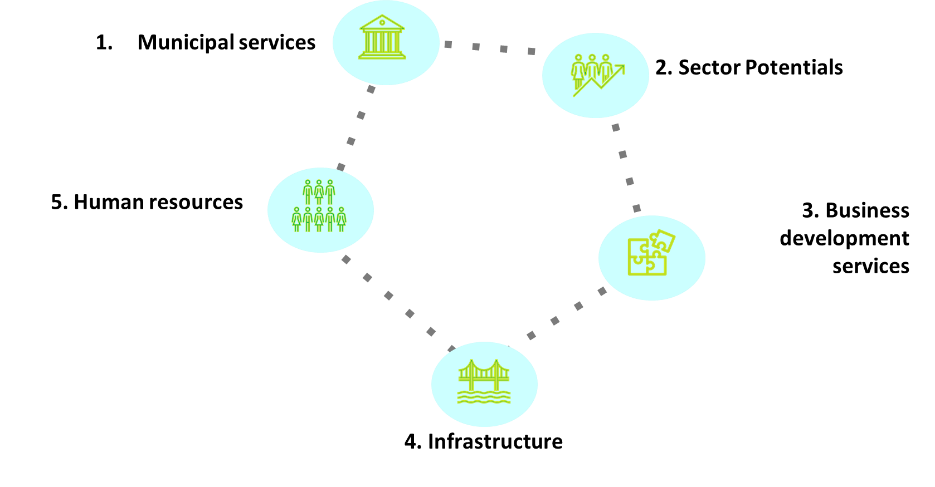 1. Municipal services
2. Sector Potentials
3. Business
development
services
4. Infrastructure
5. Human resources